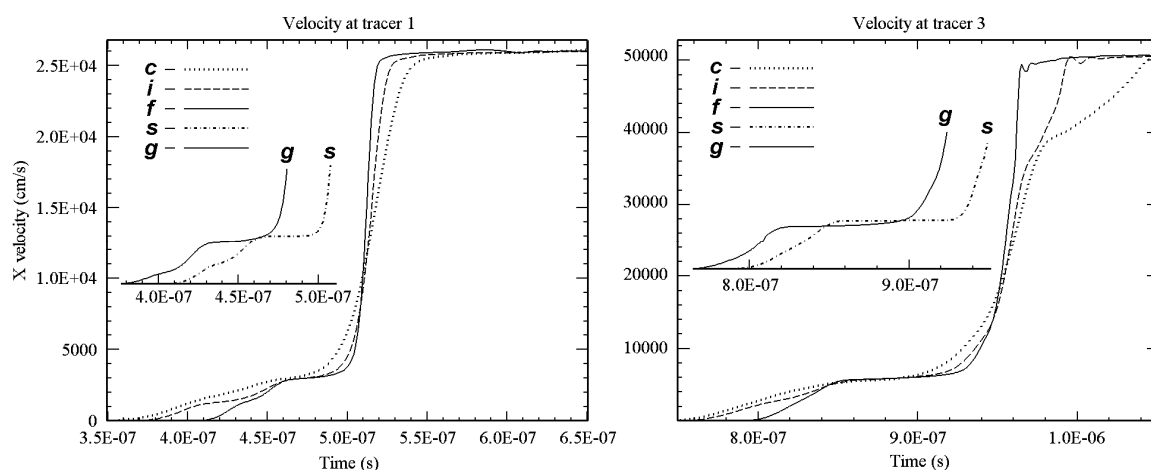 Velocity at tracer 1
X velocity (cm/s)
2.5E+04
2.0E+04
1.5E+04
1.0E+04
5000
0
c –
i –
f –
s –
g –
g s
4.0E-07 4.5E-07 5.0E-07
3.5E-07 4.0E-07 4.5E-07 5.0E-07 5.5E-07 6.0E-07 6.5E-07
Time (s)
Velocity at tracer 3
50000
40000
30000
20000
10000
c –
i –
f –
s –
g –
g s
8.0E-07 9.0E-07
8.0E-07 9.0E-07 1.0E-06
Time (s)